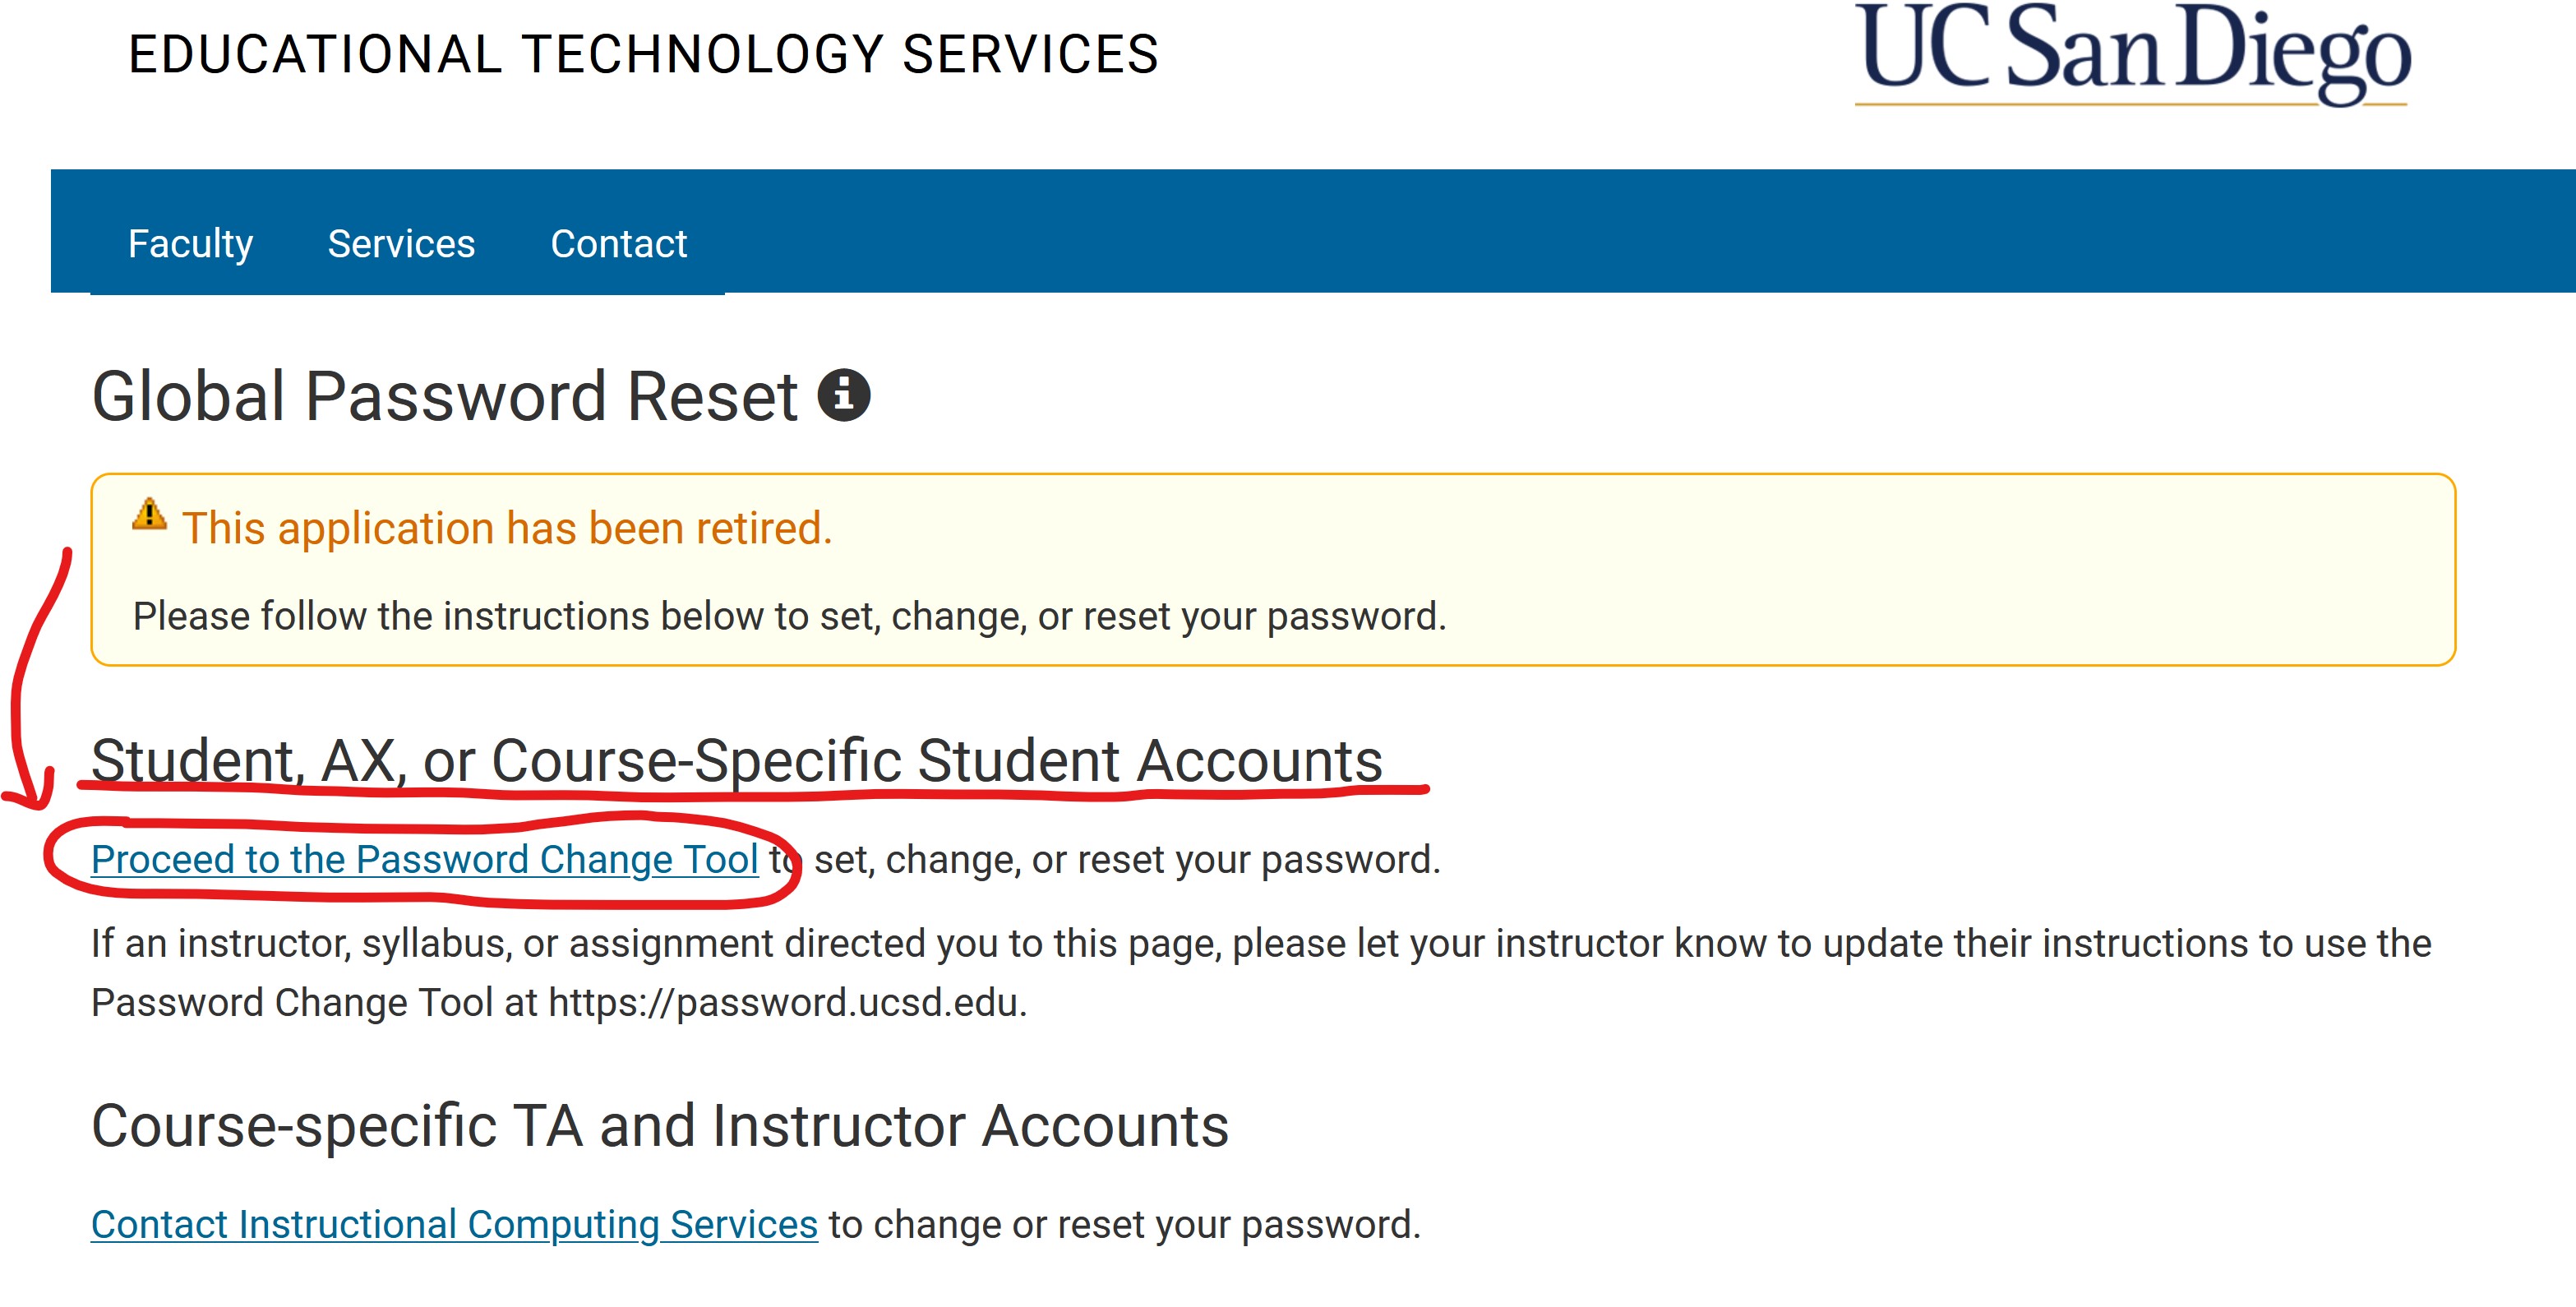 EDUCATIONAL TECHNOLOGY SERVICES
UC San Diego
Faculty Services Contact
Global Password Reset
This application has been retired.
Please follow the instructions below to set, change, or reset your password.
Student, AX, or Course-Specific Student Accounts
Proceed to the Password Change Tool to set, change, or reset your password.
If an instructor, syllabus, or assignment directed you to this page, please let your instructor know to update their instructions to use the
Password Change Tool at https://password.ucsd.edu.
Course-specific TA and Instructor Accounts
Contact Instructional Computing Services to change or reset your password.